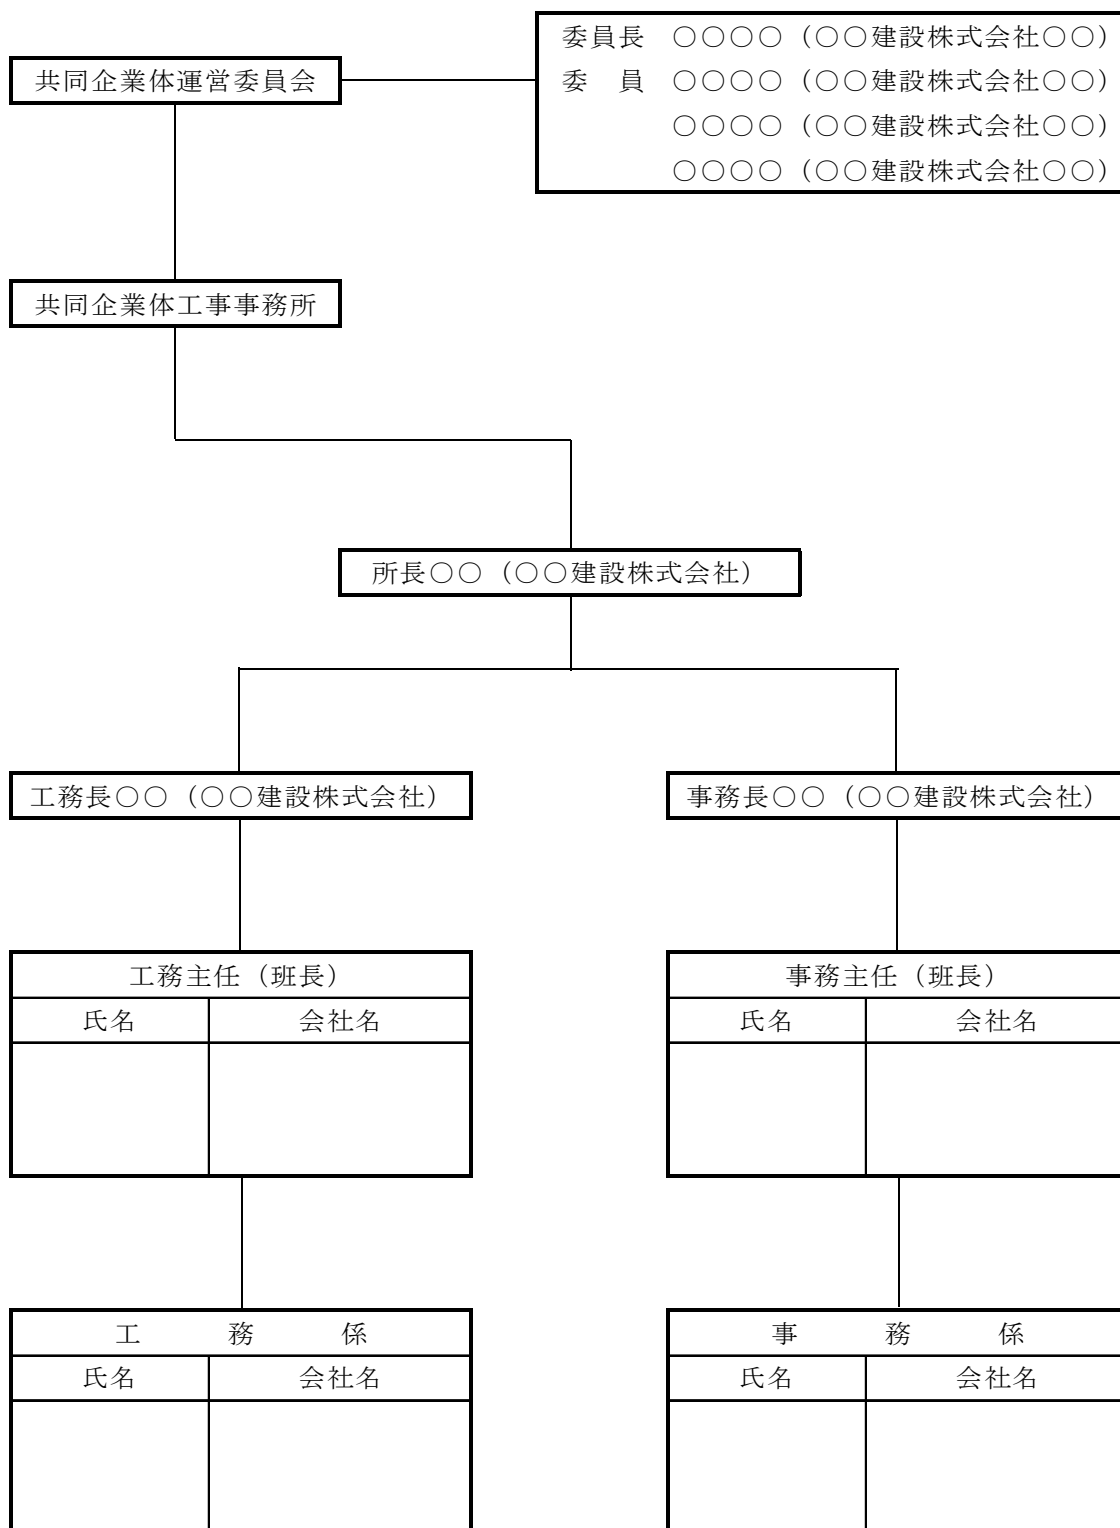 委員長　○○○○（○○建設株式会社○○）
共同企業体運営委員会
委　員　○○○○（○○建設株式会社○○）
○○○○（○○建設株式会社○○）
○○○○（○○建設株式会社○○）
共同企業体工事事務所
所長○○（○○建設株式会社）
工務長○○（○○建設株式会社）
事務長○○（○○建設株式会社）
工務主任（班長）
氏名　会社名
事務主任（班長）
氏名　会社名
工　務　係
氏名　会社名
事　務　係
氏名　会社名